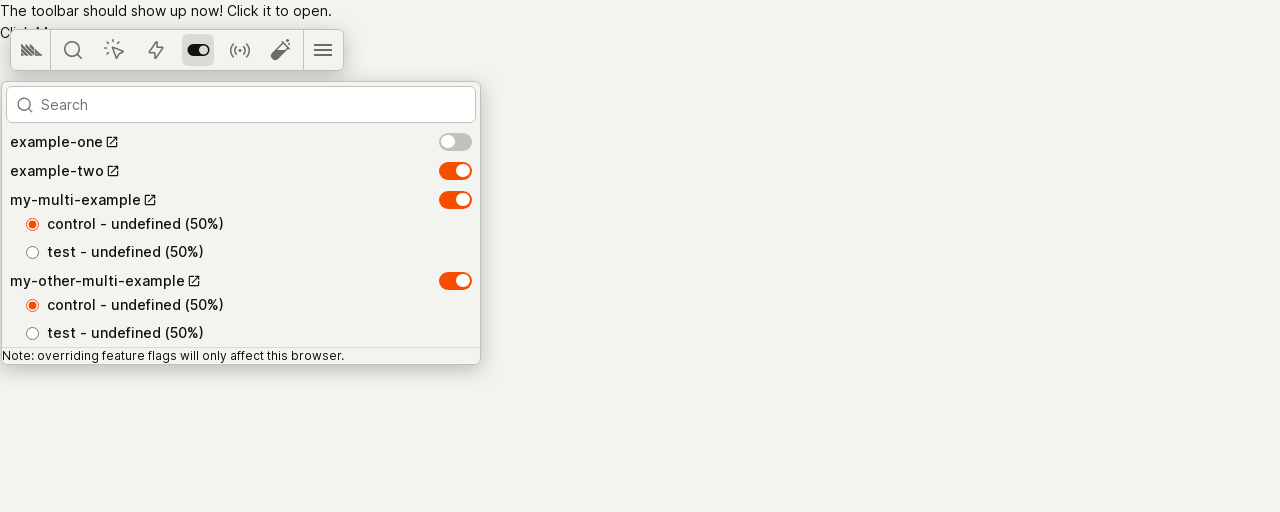 The toolbar should show up now! Click it to open.
Search
example-one
example-two
my-multi-example
control - undefined (50%)
test - undefined (50%)
my-other-multi-example
control - undefined (50%)
test - undefined (50%)
Note: overriding feature flags will only affect this browser.